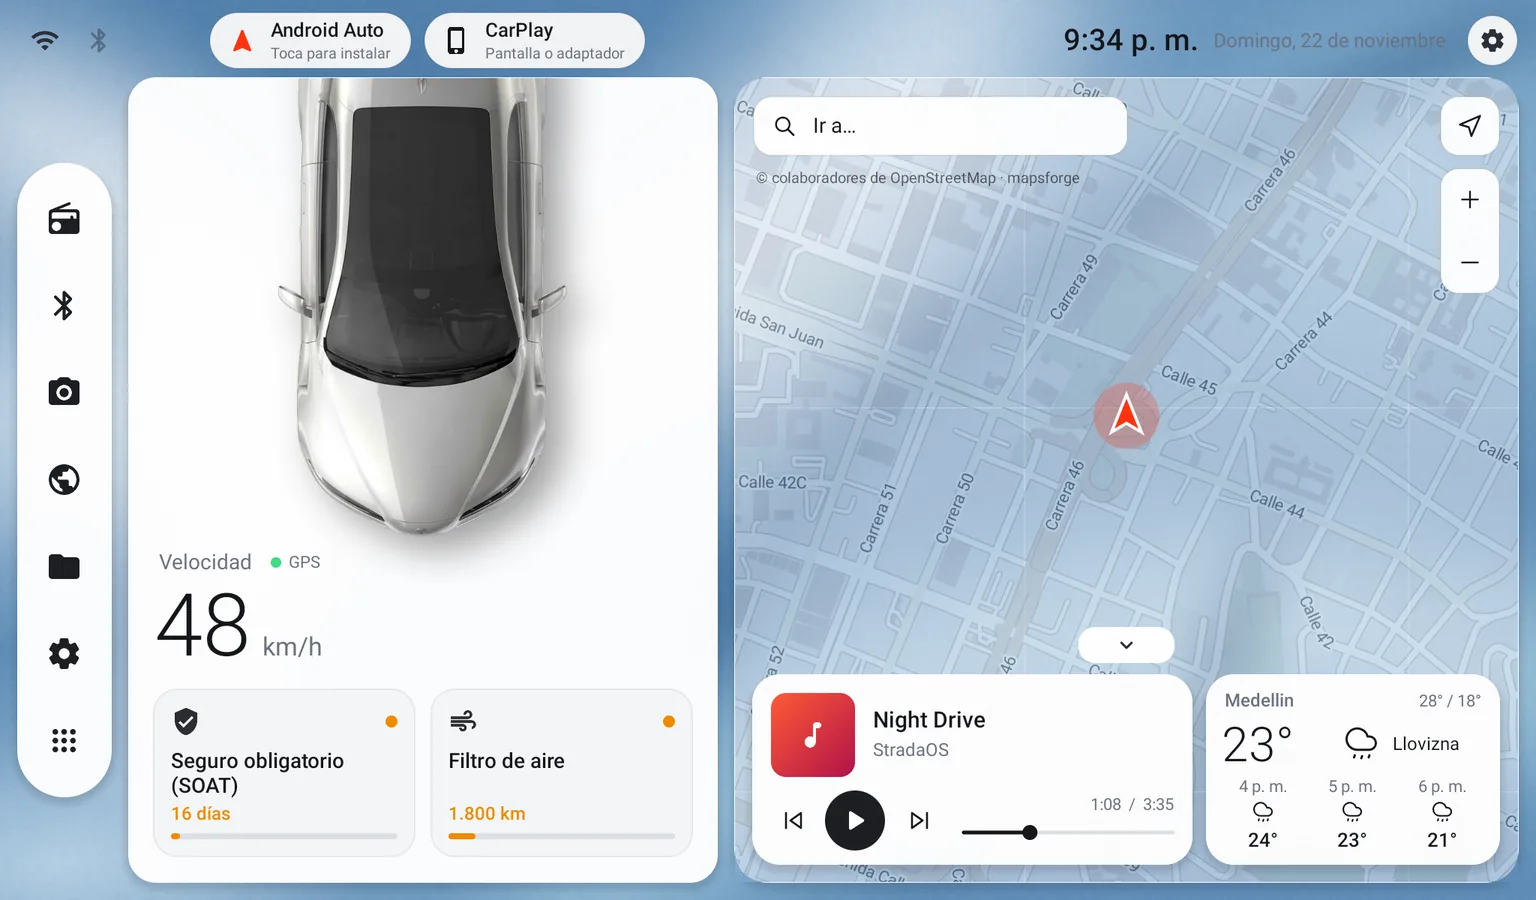 Android Auto
Toca para instalar
CarPlay
Pantalla o adaptador
9:34 p. m.
Domingo, 22 de noviembre
Velocidad
GPS
48 km/h
Seguro obligatorio
(SOAT)
16 días
Filtro de aire
1.800 km
Ir a...
© colaboradores de OpenStreetMap · mapsforge
Carrera 46
Carrera 49
Carrera 44
Calle 45
Calle 42C
Carrera 51
Carrera 50
Carrera 46
Calle 44
Calle 42
San Juan
52
46
Night Drive
StradaOS
1:08 / 3:35
Medellin
28° / 18°
23°
Llovizna
4 p. m.
5 p. m.
6 p. m.
24°
23°
21°